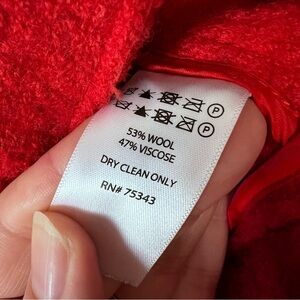 P
P
53% WOOL
47% VISCOSE
DRY CLEAN ONLY
RN# 75343